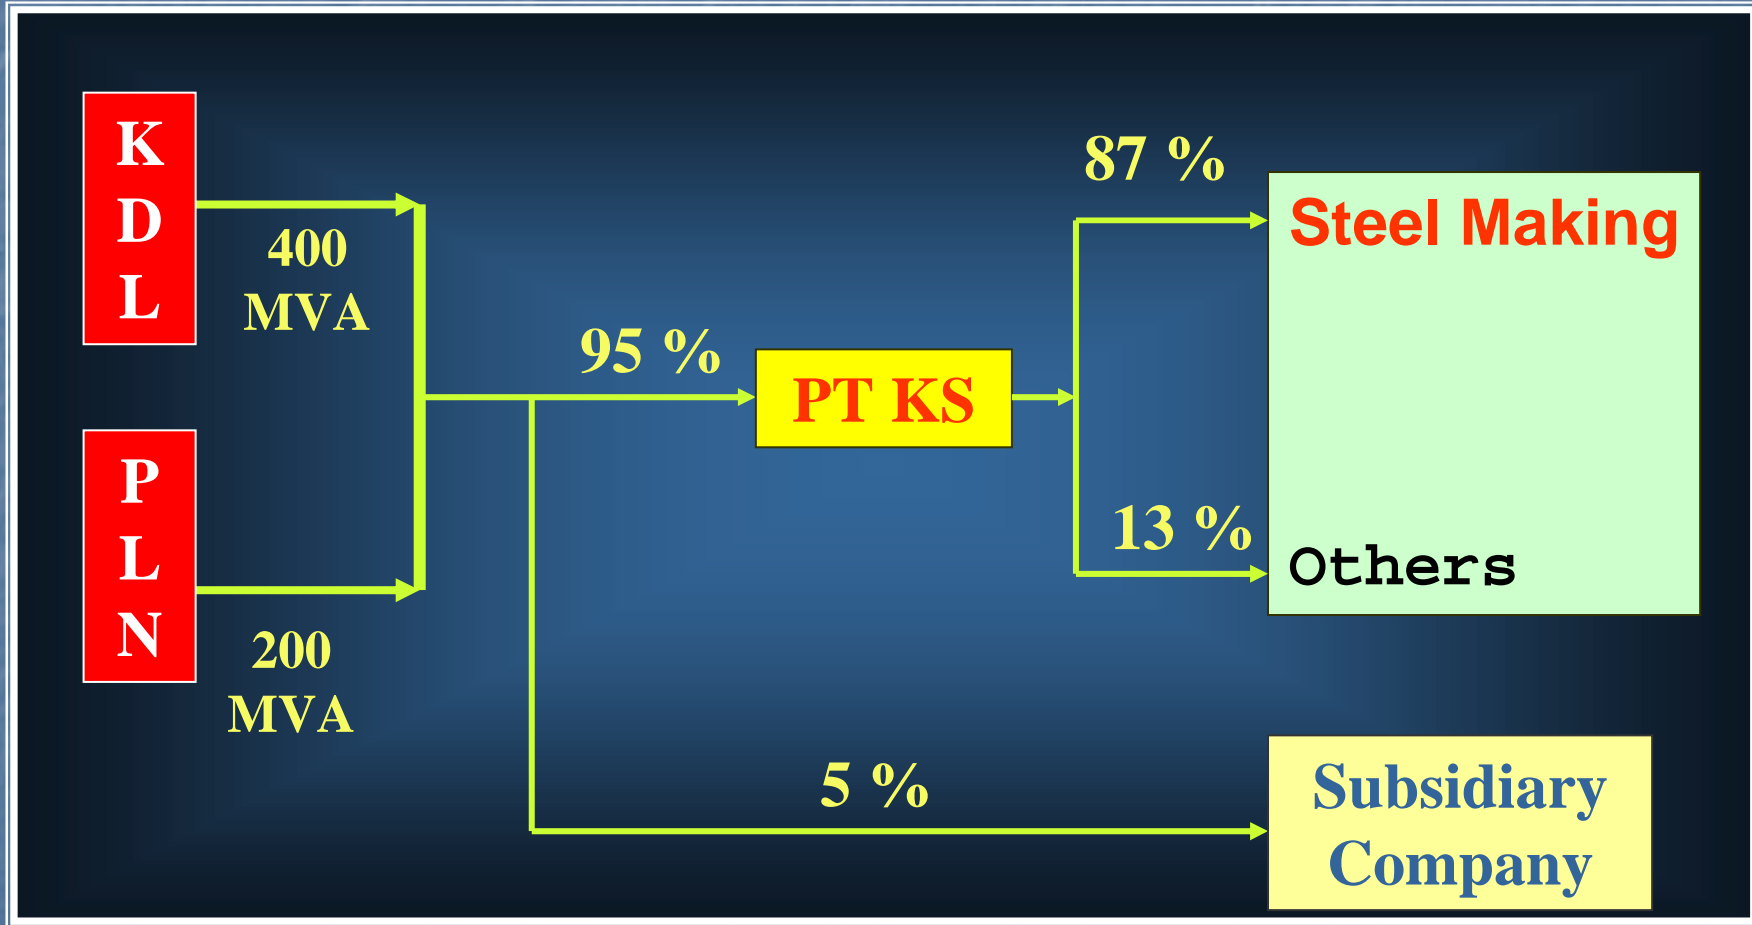 K
D
L
400
MVA
P
L
N
200
MVA
95 %
PT KS
87 %
Steel Making
13 %
Others
5 %
Subsidiary
Company